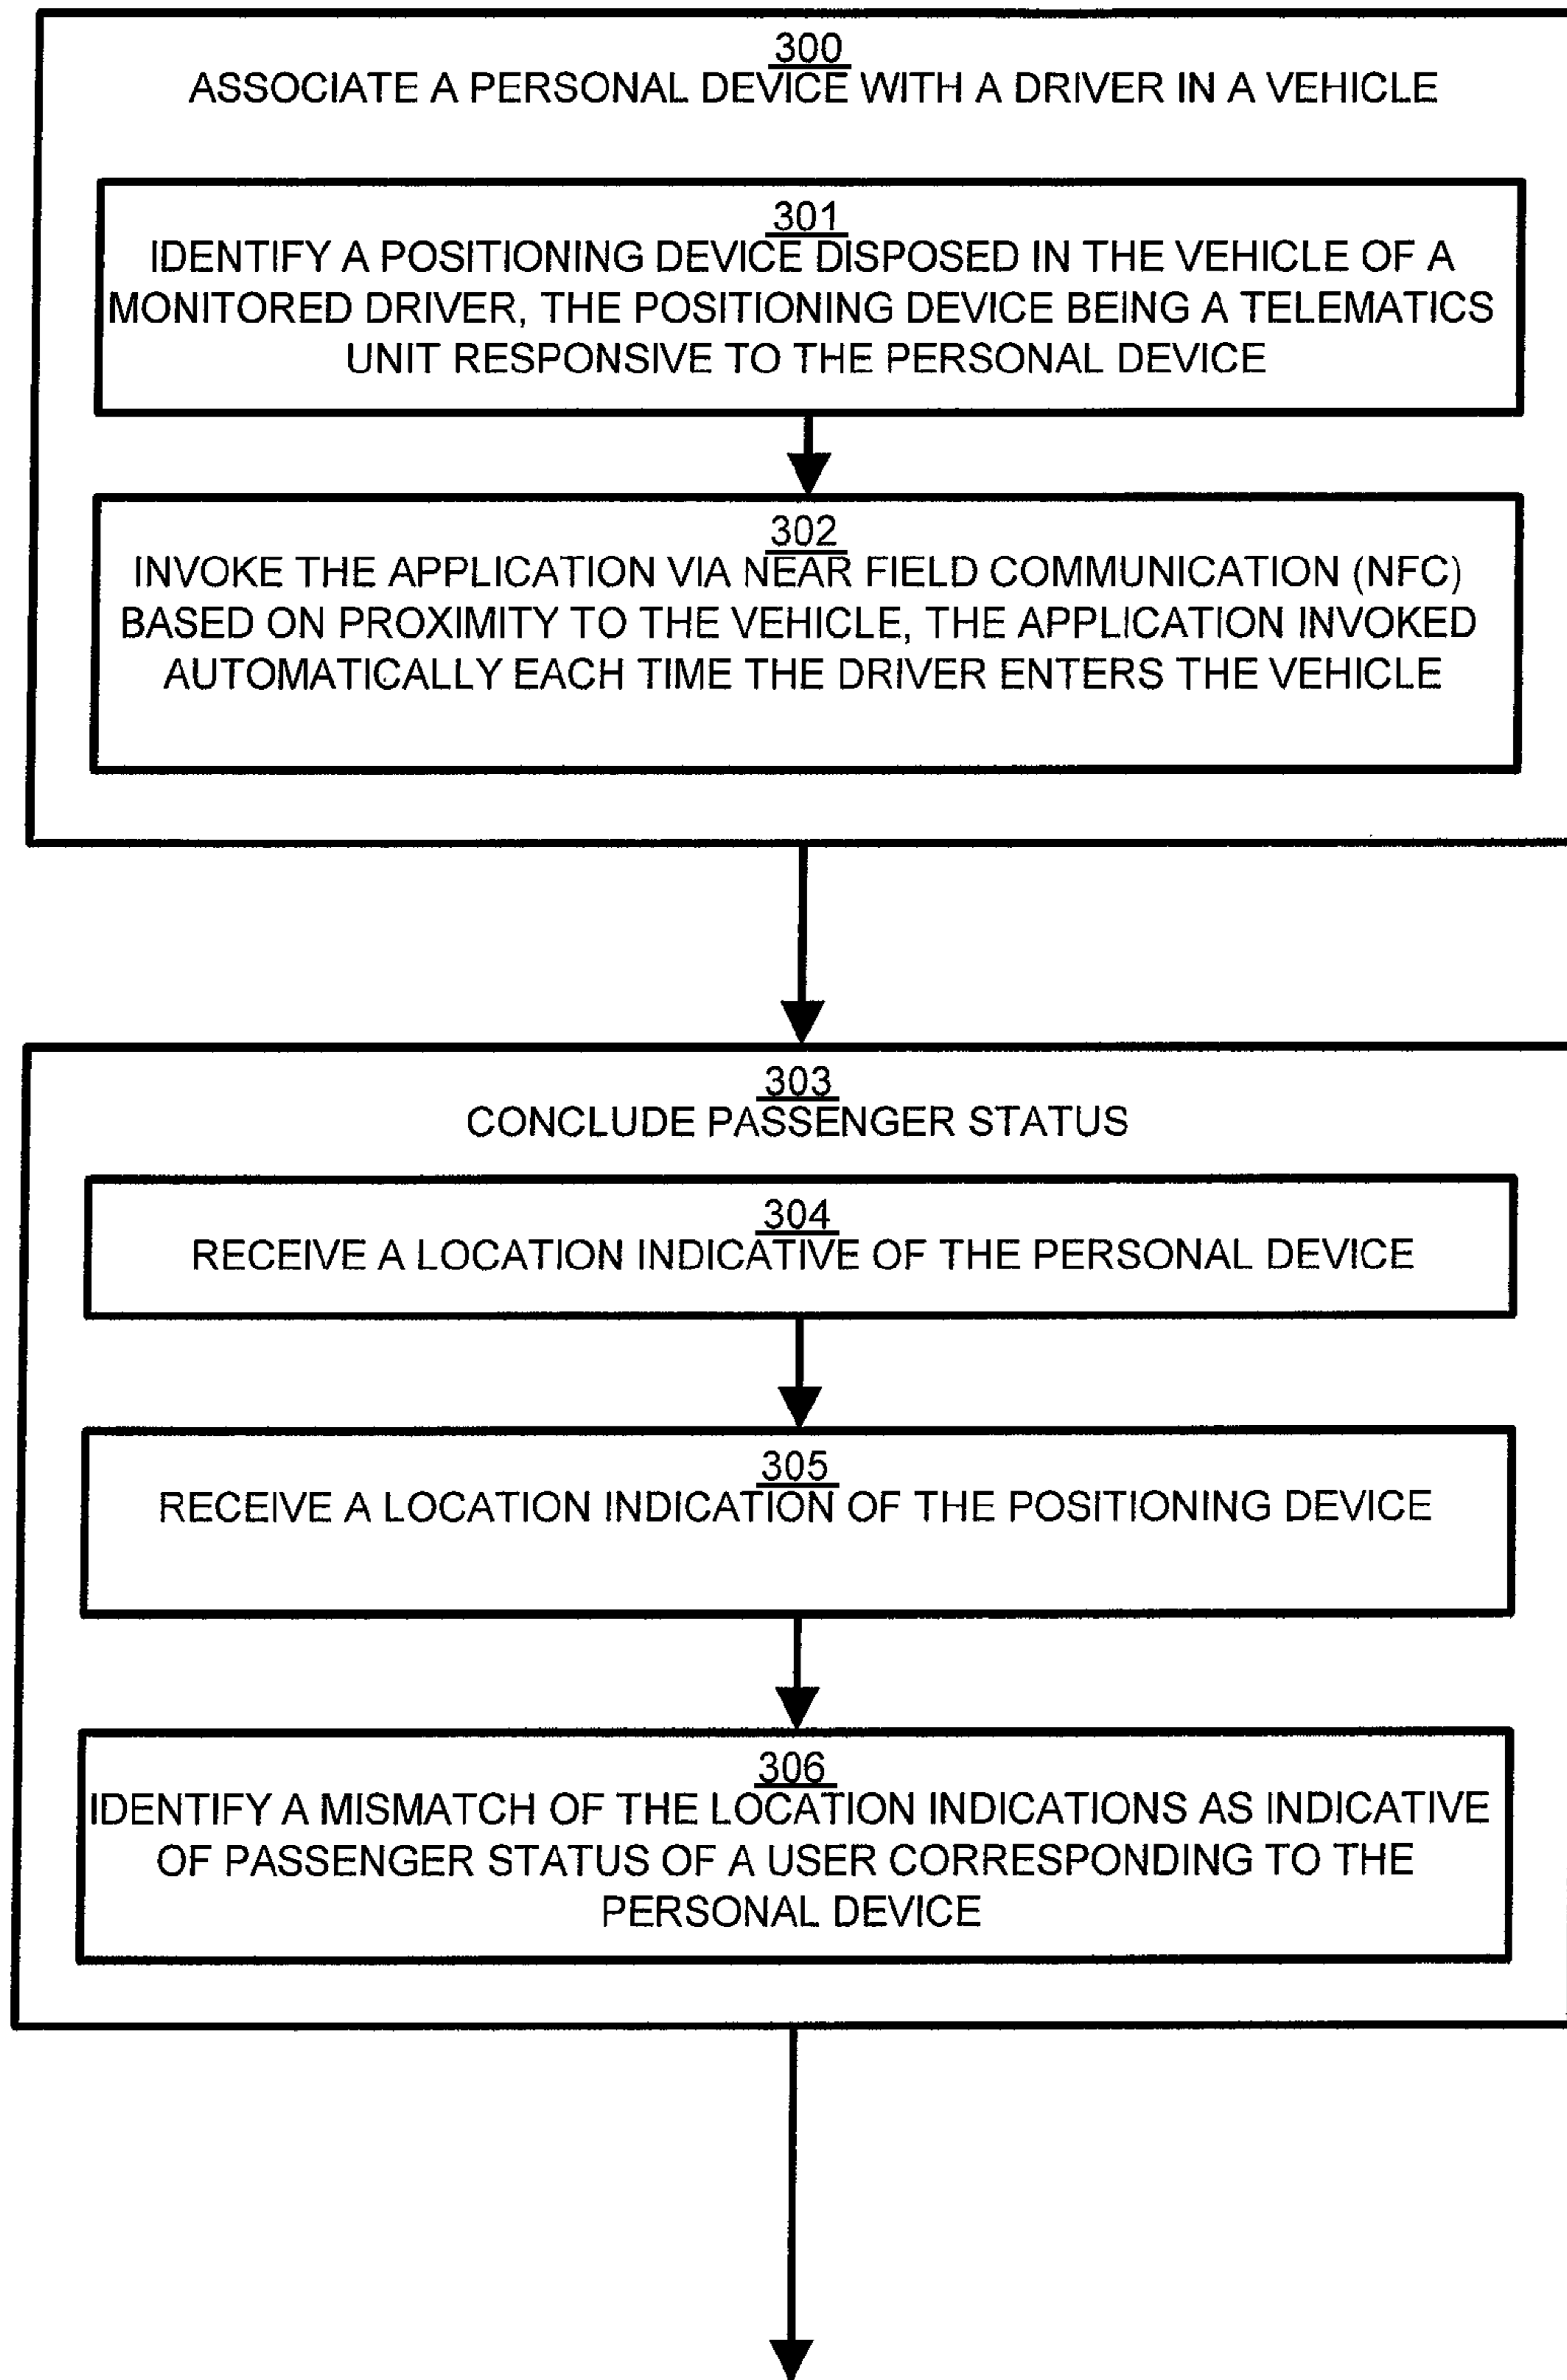 300
ASSOCIATE A PERSONAL DEVICE WITH A DRIVER IN A VEHICLE
301
IDENTIFY A POSITIONING DEVICE DISPOSED IN THE VEHICLE OF A
MONITORED DRIVER, THE POSITIONING DEVICE BEING A TELEMATICS
UNIT RESPONSIVE TO THE PERSONAL DEVICE
302
INVOKE THE APPLICATION VIA NEAR FIELD COMMUNICATION (NFC)
BASED ON PROXIMITY TO THE VEHICLE, THE APPLICATION INVOKED
AUTOMATICALLY EACH TIME THE DRIVER ENTERS THE VEHICLE
303
CONCLUDE PASSENGER STATUS
304
RECEIVE A LOCATION INDICATIVE OF THE PERSONAL DEVICE
305
RECEIVE A LOCATION INDICATION OF THE POSITIONING DEVICE
306
IDENTIFY A MISMATCH OF THE LOCATION INDICATIONS AS INDICATIVE
OF PASSENGER STATUS OF A USER CORRESPONDING TO THE
PERSONAL DEVICE